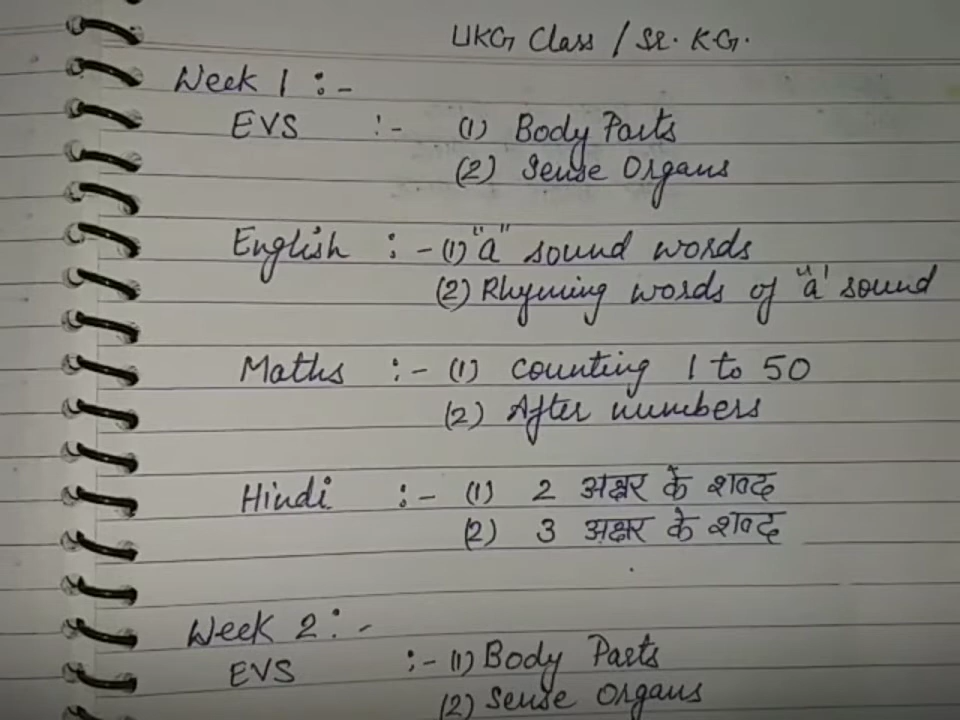 UKG Class / Sr. K.G.
Week 1 :-
EVS :- (1) Body Parts
(2) Sense Organs
English :- (1) "a" sound words
(2) Rhyming words of "a' sound
Maths :- (1) Counting 1 to 50
(2) After numbers
Hindi :- (1) 2 अक्षर के शब्द
(2) 3 अक्षर के शब्द
Week 2 :-
EVS :- (1) Body Parts
(2) Sense Organs